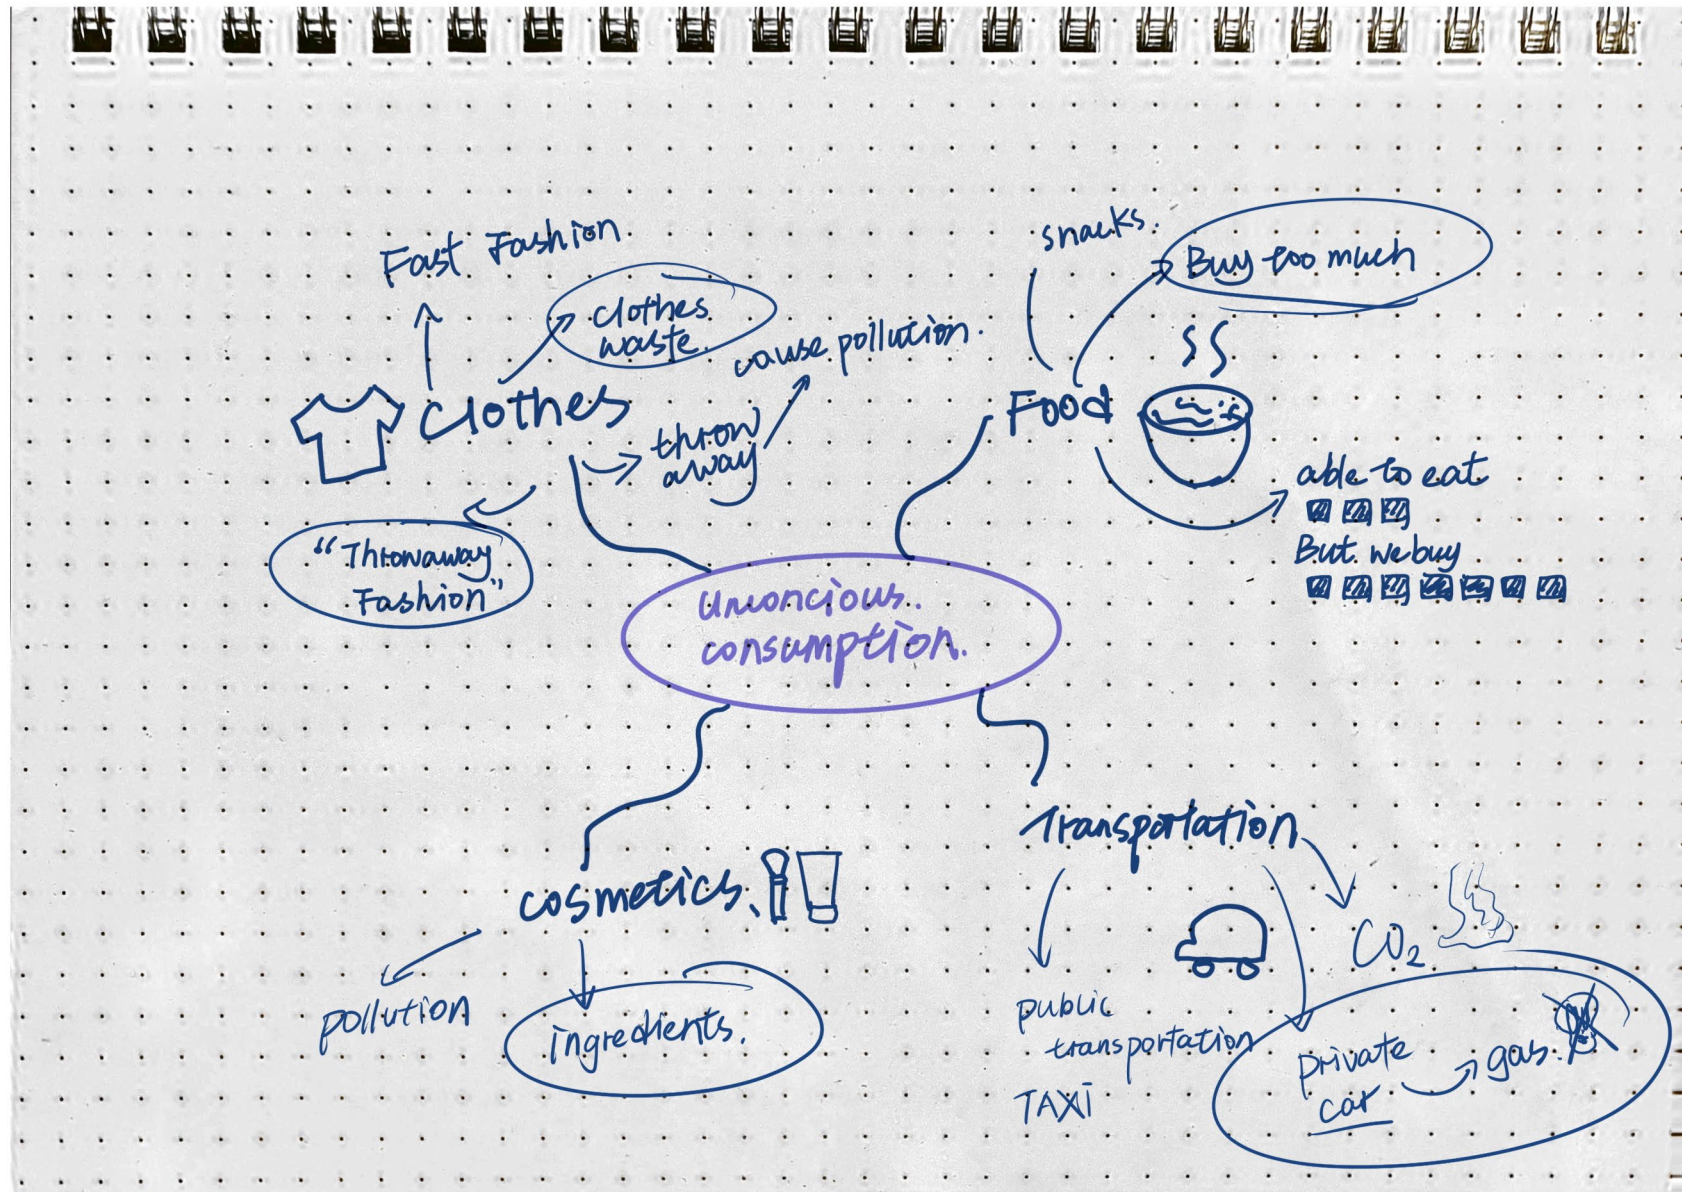 Fast Fashion
clothes
waste.
cause pollution.
Clothes
throw
away
"Throwaway
Fashion"
snacks.
Buy too much
Food
able to eat
But we buy
Unconcious.
consumption.
cosmetics.
pollution
ingredients.
Transportation
CO2
public
transportation
TAXI
private
car
gas.